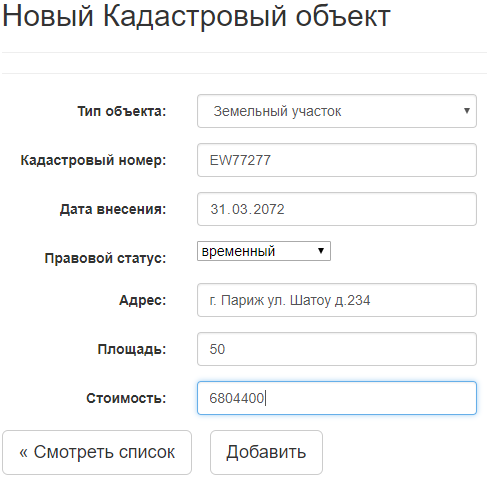 Новый Кадастровый объект
Тип объекта: Земельный участок
Кадастровый номер: EW77277
Дата внесения: 31.03.2072
Правовой статус: временный
Адрес: г. Париж ул. Шатоу д.234
Площадь: 50
Стоимость: 6804400
« Смотреть список Добавить